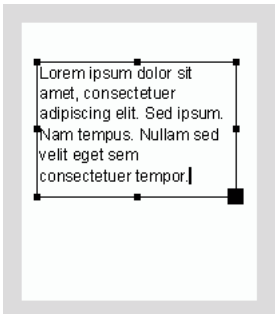 Lorem ipsum dolor sit
amet, consectetuer
adipiscing elit. Sed ipsum.
Nam tempus. Nullam sed
velit eget sem
consectetuer tempor.